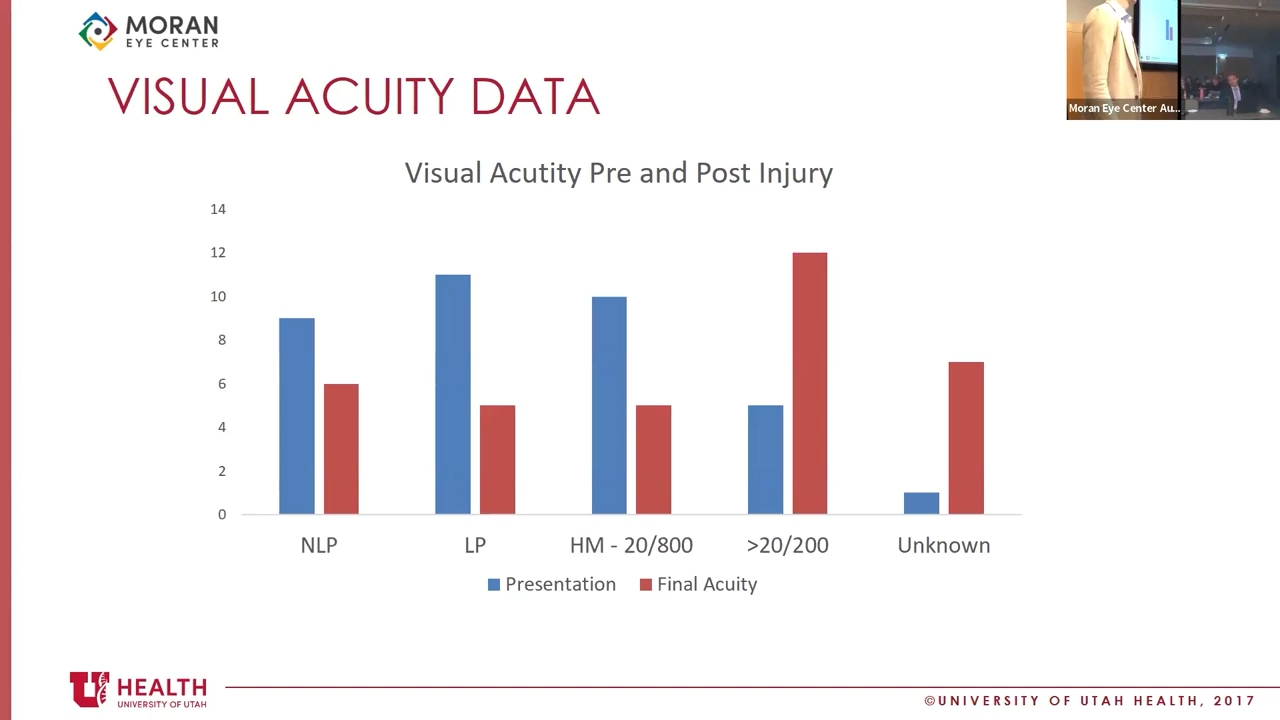 MORAN
EYE CENTER
Moran Eye Center Au...
VISUAL ACUITY DATA
Visual Acutity Pre and Post Injury
14
12
10
8
6
4
2
0
NLP LP HM - 20/800 >20/200 Unknown
Presentation Final Acuity
U HEALTH
UNIVERSITY OF UTAH
©UNIVERSITY OF UTAH HEALTH, 2017